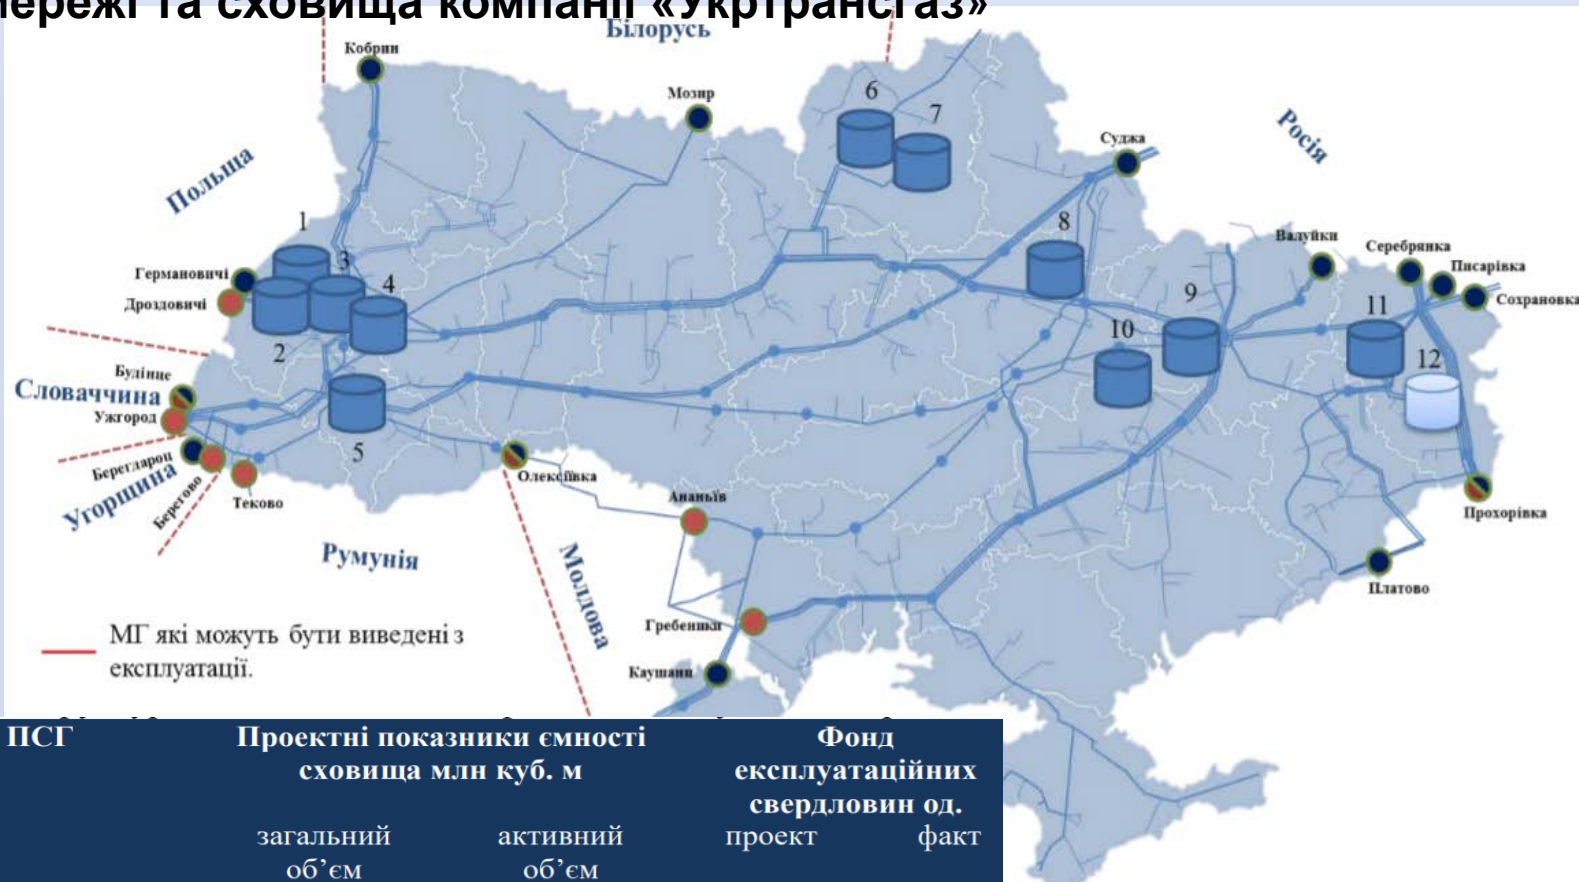 мережі та сховища компанії «Укртрансгаз»
Білорусь
Кобрин
Мозир
6
7
Суджа
Росія
Польща
1
3
4
8
Валуйки
Серебрянка
Писарівка
Сохрановка
Германовичі
Дроздовичі
2
9
10
11
12
Будінце
Словаччина
Ужгород
5
Берегдароц
Угорщина
Берегово
Теково
Олексіївка
Ананьїв
Прохорівка
Румунія
Молдова
Платово
Гребеники
Каушани
МГ які можуть бути виведені з
експлуатації.
ПСГ
Проектні показники ємності
сховища млн куб. м
Фонд
експлуатаційних
свердловин од.
загальний
об’єм
активний
об’єм
проект
факт